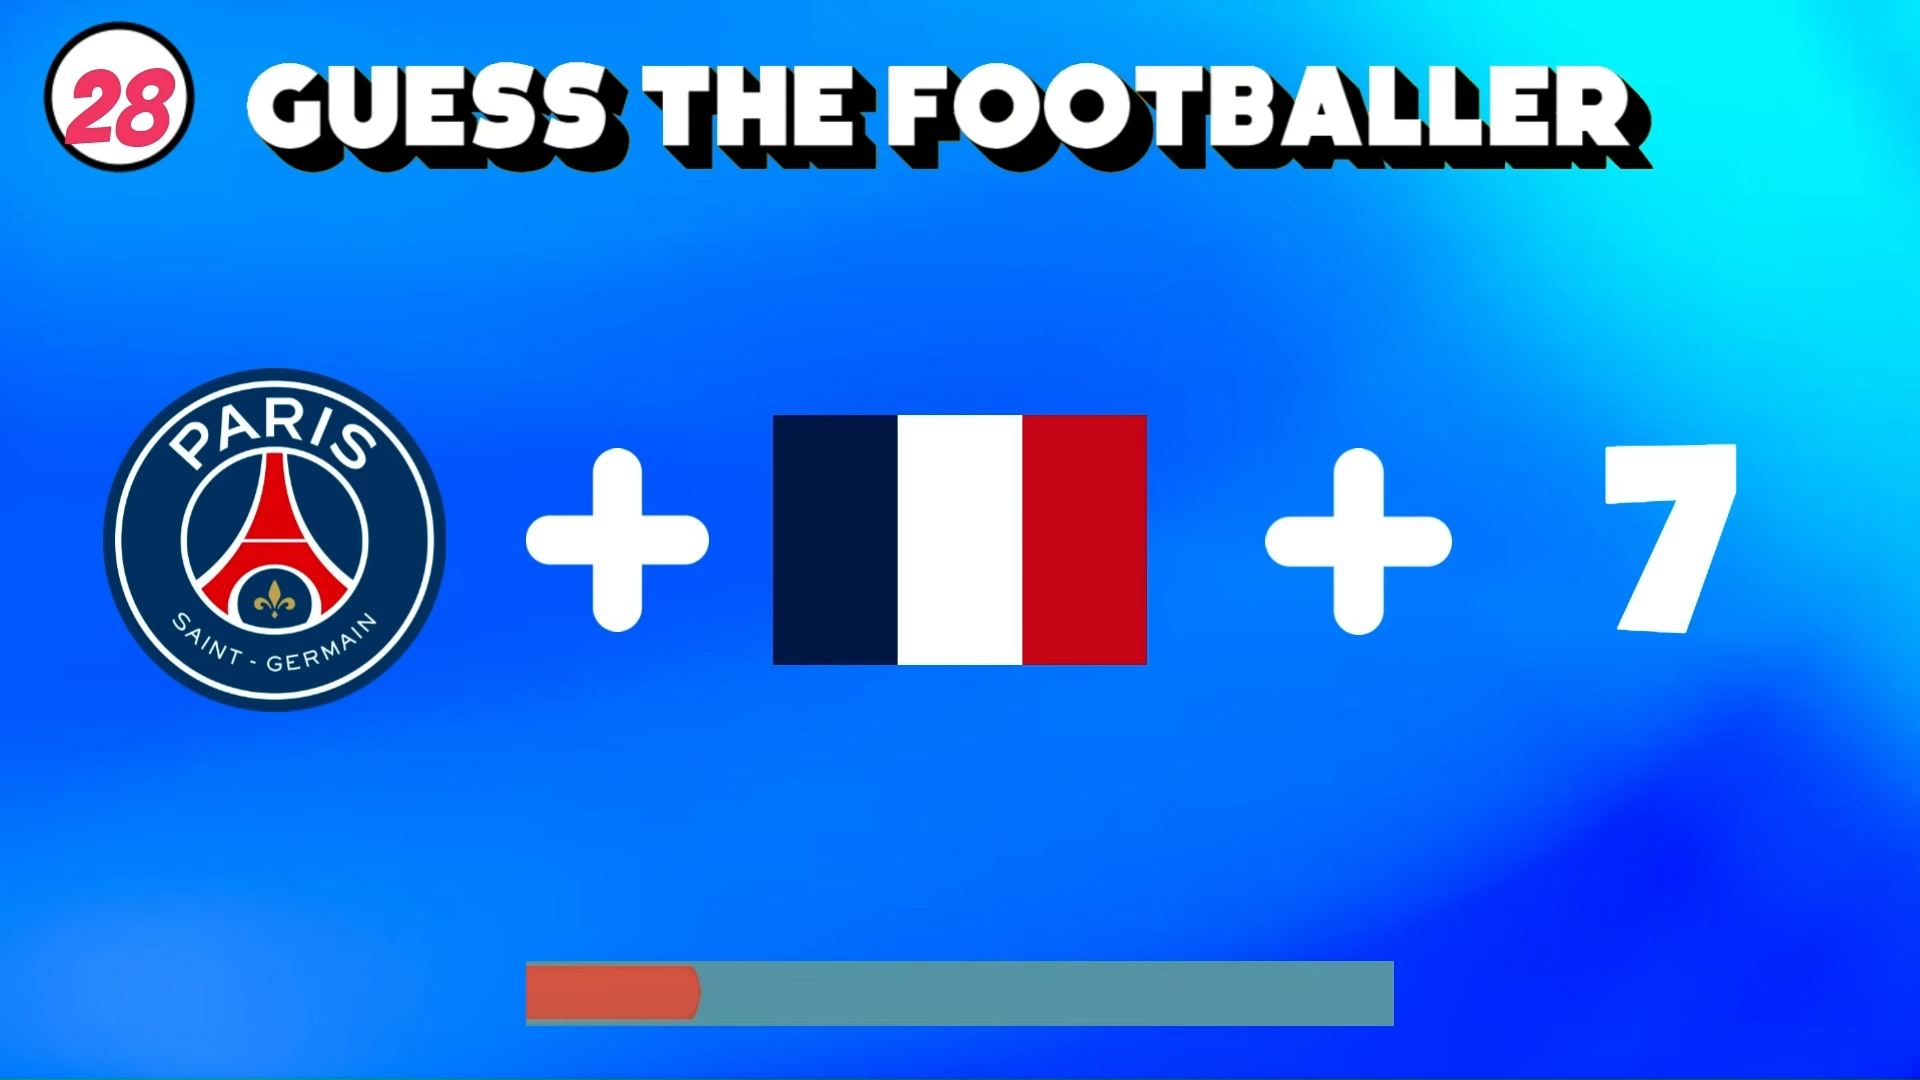 28
GUESS THE FOOTBALLER
PARIS
SAINT - GERMAIN
7